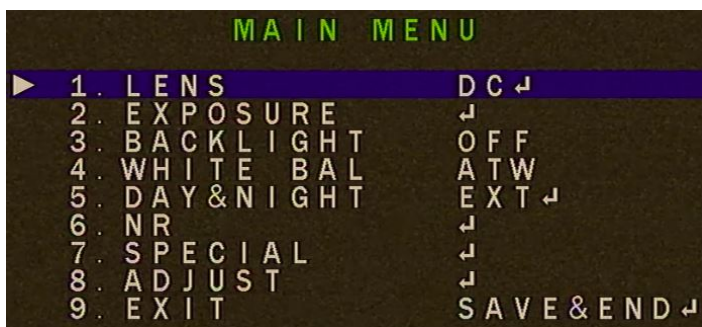 MAIN MENU
1. LENS DC↲
2. EXPOSURE ↲
3. BACKLIGHT OFF
4. WHITE BAL ATW
5. DAY&NIGHT EXT↲
6. NR ↲
7. SPECIAL ↲
8. ADJUST ↲
9. EXIT SAVE&END↲